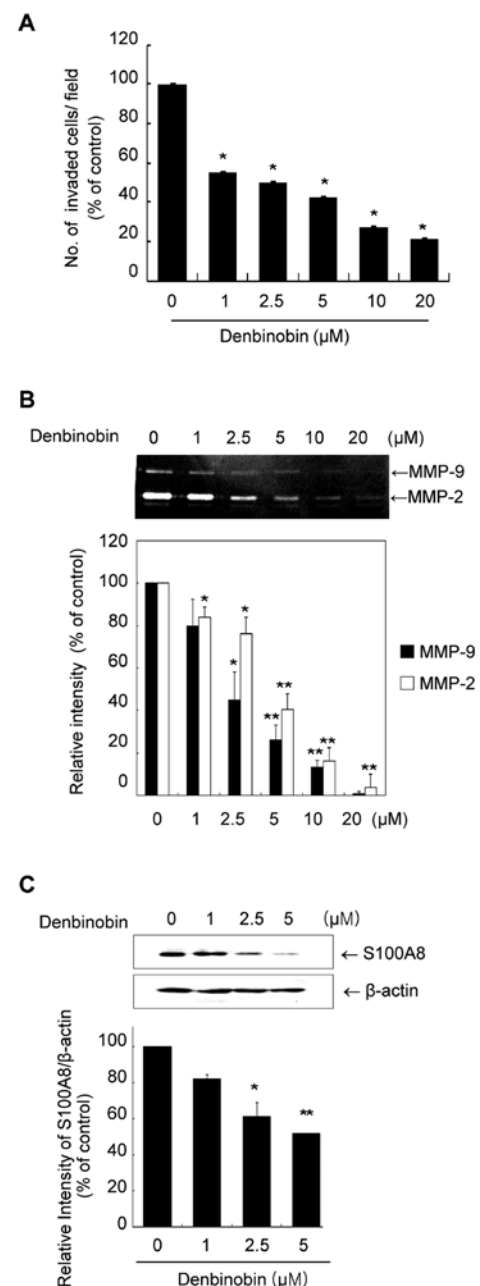 A
120
100
80
60
40
20
0
No. of invaded cells/ field
(% of control)
* * * * *
0 1 2.5 5 10 20
Denbinobin (µM)
B
Denbinobin 0 1 2.5 5 10 20 (µM)
←MMP-9
←MMP-2
120
100
80
60
40
20
0
Relative intensity (% of control)
* * * ** ** ** ** **
MMP-9
MMP-2
0 1 2.5 5 10 20 (µM)
C
Denbinobin 0 1 2.5 5 (µM)
← S100A8
← β-actin
100
80
60
40
20
0
Relative Intensity of S100A8/β-actin
(% of control)
* **
0 1 2.5 5
Denbinobin (µM)